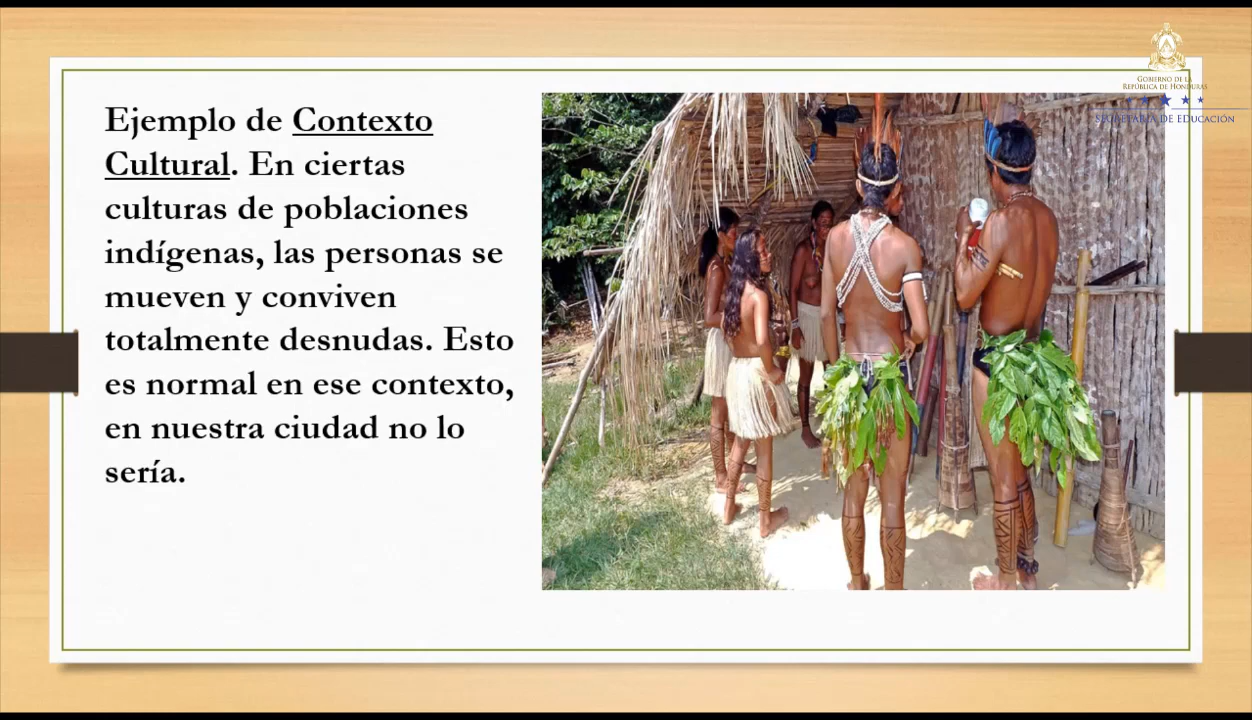 Ejemplo de Contexto
Cultural. En ciertas
culturas de poblaciones
indígenas, las personas se
mueven y conviven
totalmente desnudas. Esto
es normal en ese contexto,
en nuestra ciudad no lo
sería.
GOBIERNO DE LA
REPÚBLICA DE HONDURAS
SECRETARÍA DE EDUCACIÓN